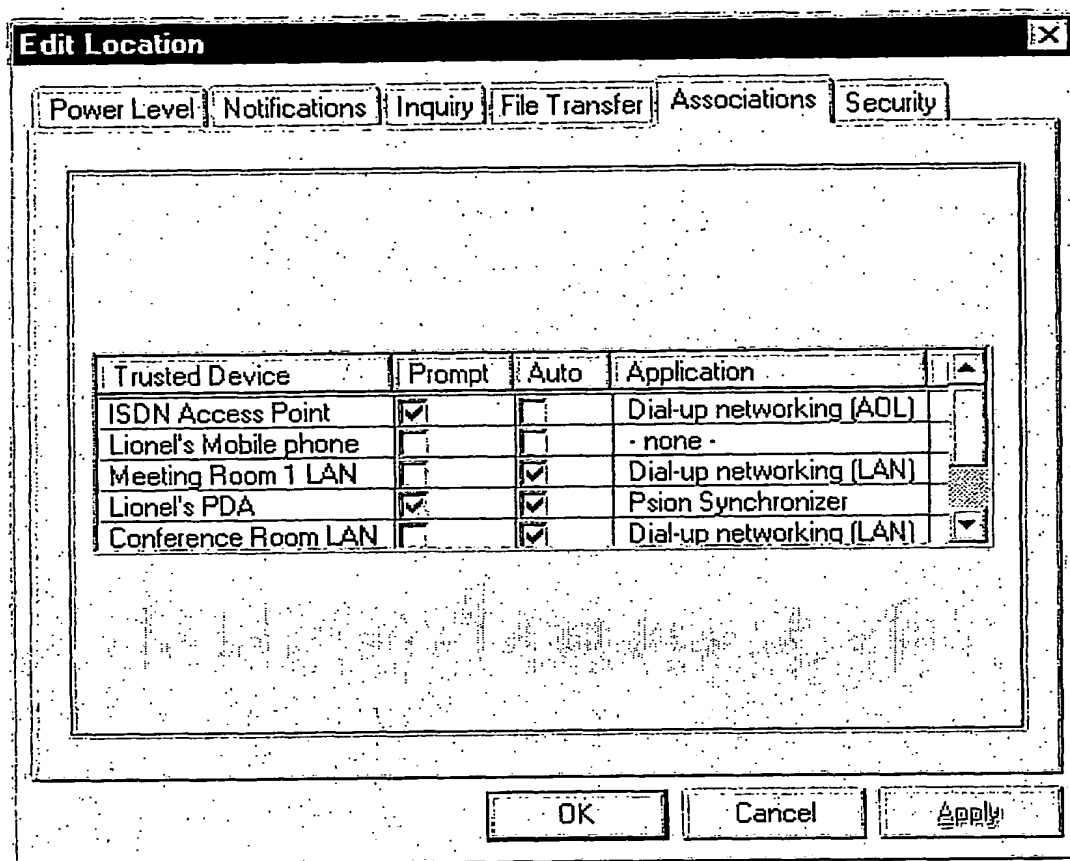 Edit Location
Power Level Notifications Inquiry File Transfer Associations Security
Trusted Device Prompt Auto Application
ISDN Access Point Dial-up networking (AOL)
Lionel's Mobile phone - none -
Meeting Room 1 LAN Dial-up networking (LAN)
Lionel's PDA Psion Synchronizer
Conference Room LAN Dial-up networking (LAN)
OK Cancel Apply